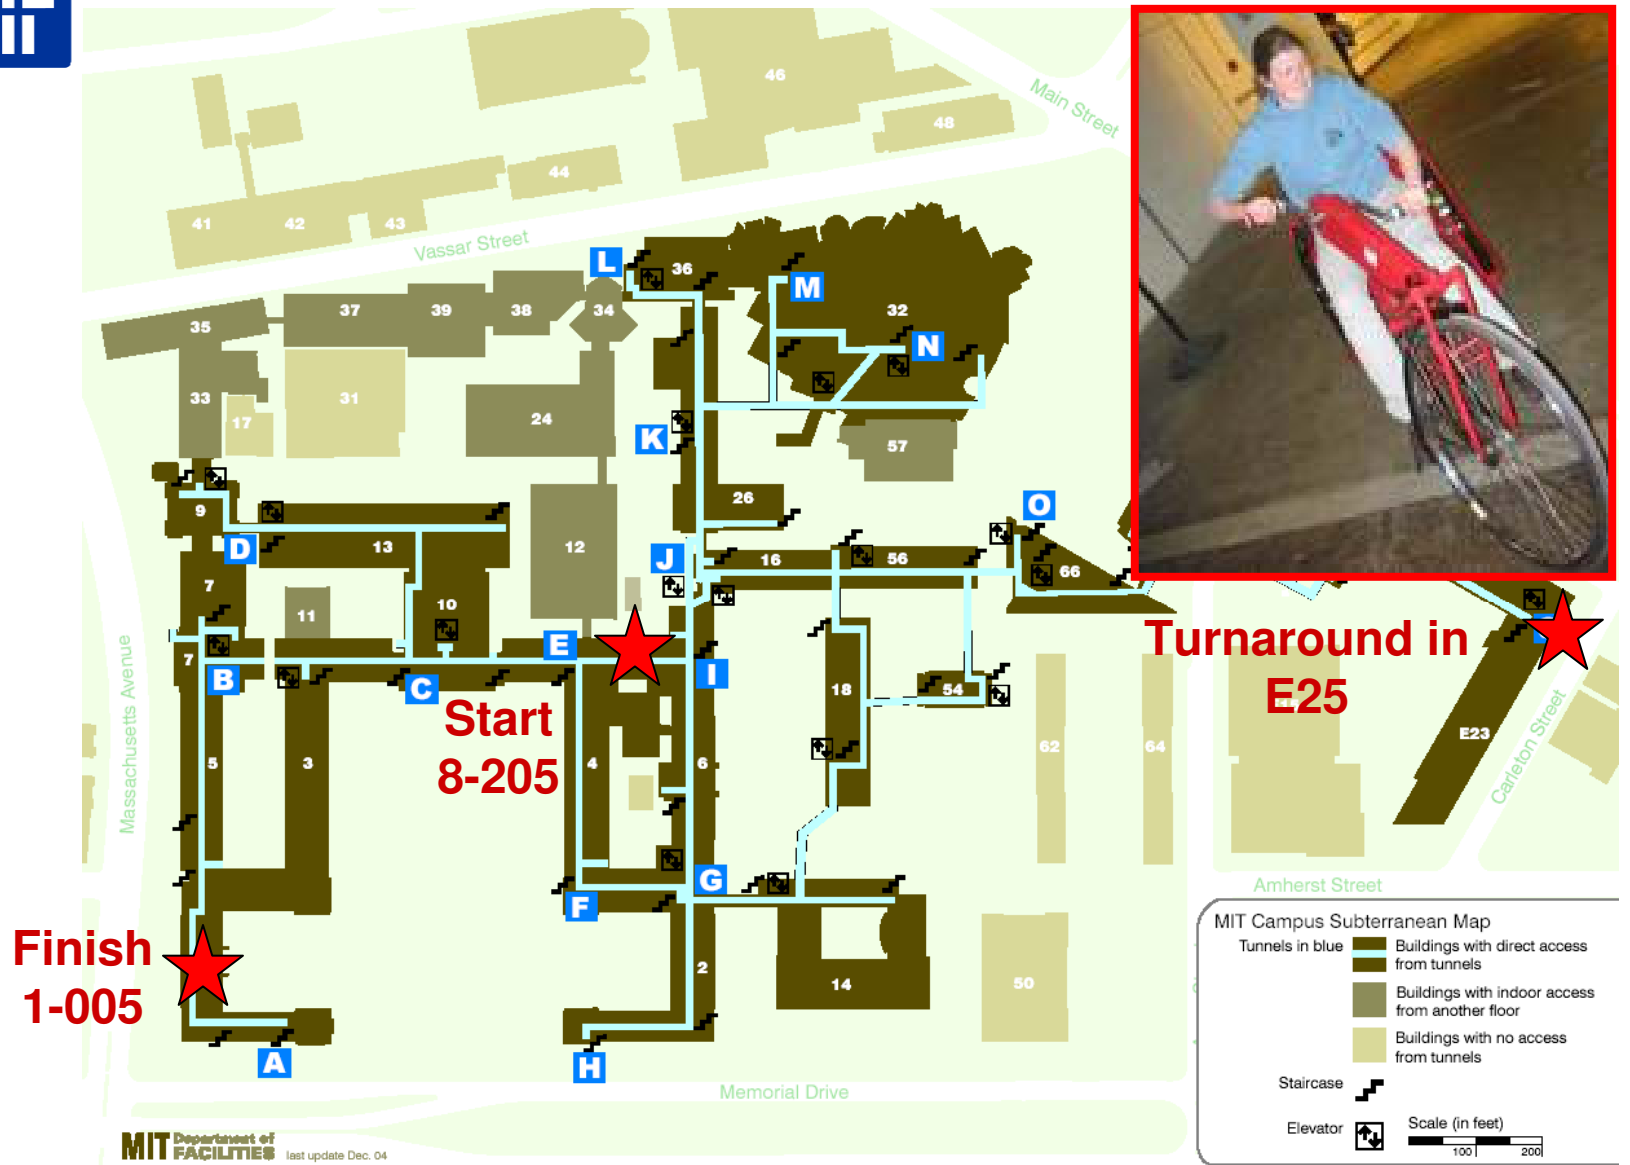 46
Main Street
48
44
41
42
43
Vassar Street
L
36
M
32
35
37
39
38
34
N
33
17
31
24
K
57
9
26
O
D
13
12
J
16
56
66
7
11
10
E
Turnaround in
E25
7
B
C
I
18
54
Start
8-205
5
3
4
6
62
64
E23
Massachusetts Avenue
Carleton Street
G
F
Amherst Street
Finish
1-005
2
14
50
A
H
Memorial Drive
MIT Campus Subterranean Map
Tunnels in blue
Buildings with direct access
from tunnels
Buildings with indoor access
from another floor
Buildings with no access
from tunnels
Staircase
Elevator
Scale (in feet)
100
200
MIT Department of
FACILITIES
last update Dec. 04